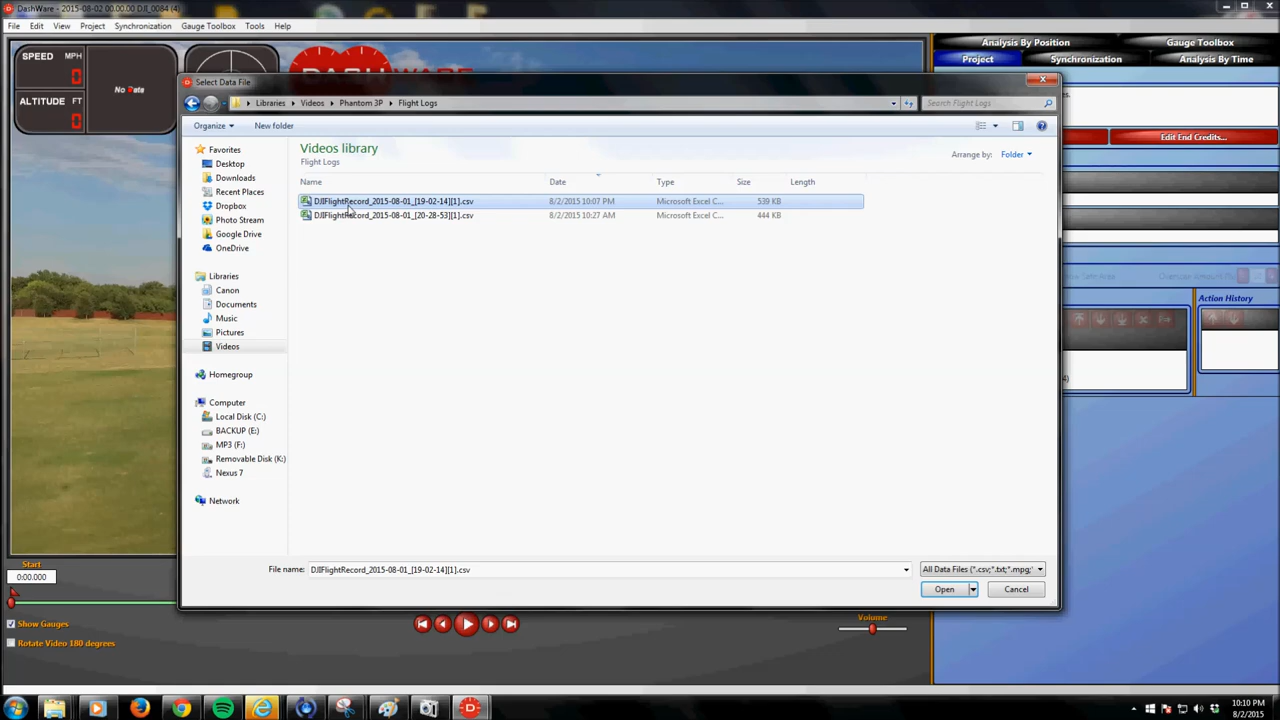 DashWare - 2015-08-02 00.00.00 DJI_0084 (4)
File Edit View Project Synchronization Gauge Toolbox Tools Help
SPEED MPH
0
ALTITUDE FT
0
No Data
Analysis By Position Gauge Toolbox
Project Synchronization Analysis By Time
Select Data File
Libraries Videos Phantom 3P Flight Logs
Search Flight Logs
Organize New folder
Favorites
Desktop
Downloads
Recent Places
Dropbox
Photo Stream
Google Drive
OneDrive
Libraries
Canon
Documents
Music
Pictures
Videos
Homegroup
Computer
Local Disk (C:)
BACKUP (E:)
MP3 (F:)
Removable Disk (K:)
Nexus 7
Network
Videos library
Flight Logs
Arrange by: Folder
Name Date Type Size Length
DJIFlightRecord_2015-08-01_[19-02-14][1].csv 8/2/2015 10:07 PM Microsoft Excel C... 539 KB
DJIFlightRecord_2015-08-01_[20-28-53][1].csv 8/2/2015 10:27 AM Microsoft Excel C... 444 KB
File name: DJIFlightRecord_2015-08-01_[19-02-14][1].csv
All Data Files (*.csv;*.txt;*.mpg;*
Open Cancel
Edit End Credits...
Action History
Start
0:00.000
Show Gauges
Rotate Video 180 degrees
Volume
10:10 PM
8/2/2015